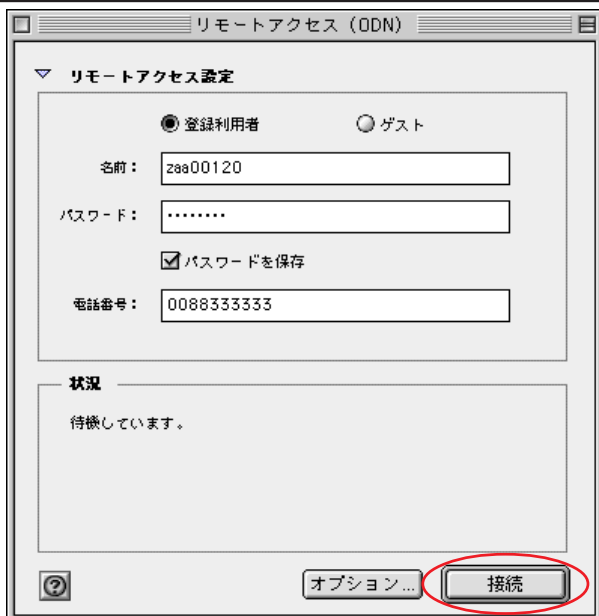 リモートアクセス（ODN）
リモートアクセス設定
登録利用者 ゲスト
名前：
zaa00120
パスワード：
••••••••
パスワードを保存
電話番号：
0088333333
状況
待機しています。
? オプション... 接続